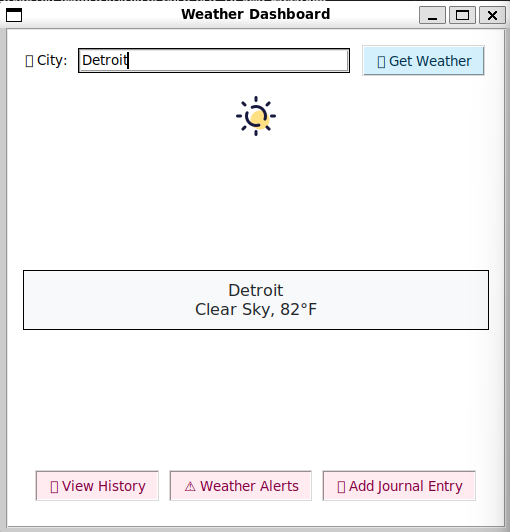 Weather Dashboard
City: Detroit Get Weather
Detroit
Clear Sky, 82°F
View History ⚠ Weather Alerts Add Journal Entry